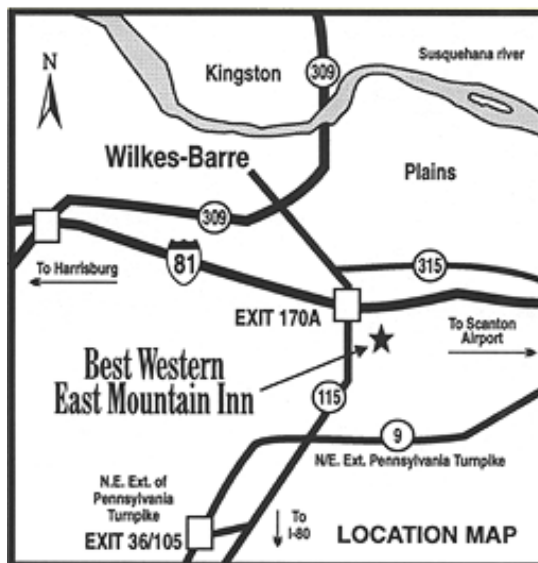 N
Kingston
309
Susquehana river
Wilkes-Barre
Plains
309
81
315
To Harrisburg
EXIT 170A
To Scanton
Airport
Best Western
East Mountain Inn
115
9
N/E. Ext. Pennsylvania Turnpike
N.E. Ext. of
Pennsylvania
Turnpike
EXIT 36/105
To
I-80
LOCATION MAP